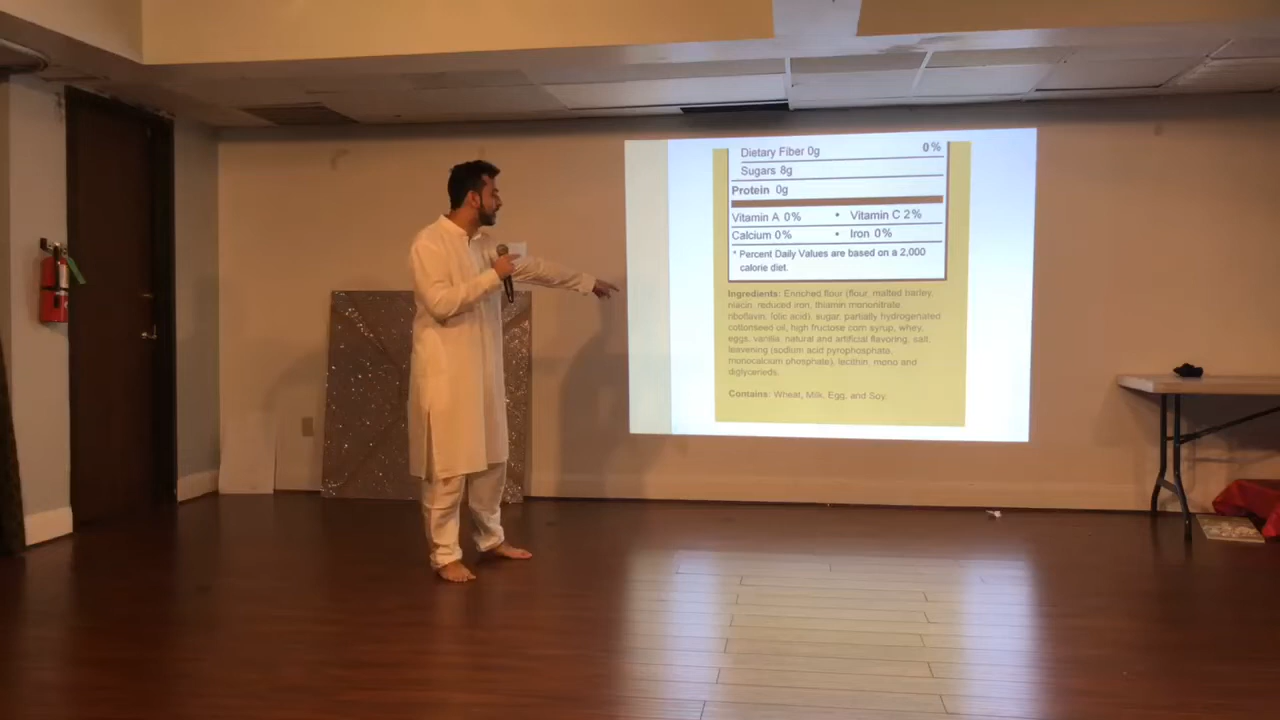 Dietary Fiber 0g 0%
Sugars 8g
Protein 0g
Vitamin A 0% • Vitamin C 2%
Calcium 0% • Iron 0%
* Percent Daily Values are based on a 2,000
calorie diet.
Ingredients: Enriched flour (flour, malted barley,
niacin, reduced iron, thiamin mononitrate
riboflavin, folic acid), sugar, partially hydrogenated
cottonseed oil, high fructose corn syrup, whey,
eggs, vanilla, natural and artificial flavoring, salt,
leavening (sodium acid pyrophosphate,
monocalcium phosphate), lecithin, mono and
diglycerieds.
Contains: Wheat, Milk, Egg, and Soy.